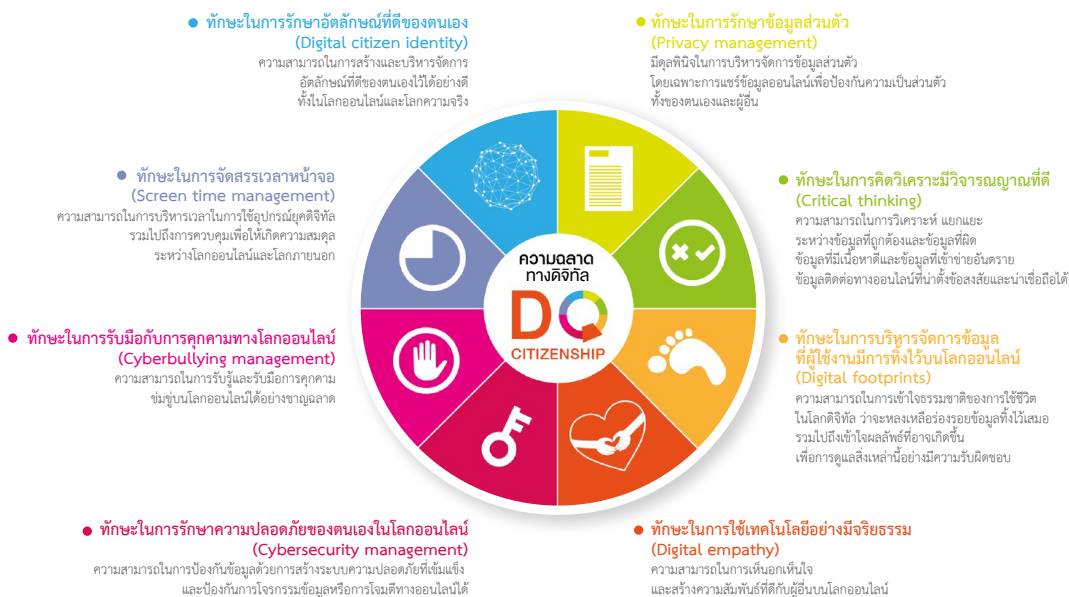 ทักษะในการรักษาอัตลักษณ์ที่ดีของตนเอง
(Digital citizen identity)
ความสามารถในการสร้างและบริหารจัดการ
อัตลักษณ์ที่ดีของตนเองไว้ได้อย่างดี
ทั้งในโลกออนไลน์และโลกความจริง
ทักษะในการรักษาข้อมูลส่วนตัว
(Privacy management)
มีดุลพินิจในการบริหารจัดการข้อมูลส่วนตัว
โดยเฉพาะการแชร์ข้อมูลออนไลน์เพื่อป้องกันความเป็นส่วนตัว
ทั้งของตนเองและผู้อื่น
ทักษะในการจัดสรรเวลาหน้าจอ
(Screen time management)
ความสามารถในการบริหารเวลาในการใช้อุปกรณ์ยุคดิจิทัล
รวมไปถึงการควบคุมเพื่อให้เกิดความสมดุล
ระหว่างโลกออนไลน์และโลกภายนอก
ทักษะในการคิดวิเคราะมีวิจารณญาณที่ดี
(Critical thinking)
ความสามารถในการวิเคราะห์ แยกแยะ
ระหว่างข้อมูลที่ถูกต้องและข้อมูลที่ผิด
ข้อมูลที่มีเนื้อหาดีและข้อมูลที่เข้าข่ายอันตราย
ข้อมูลติดต่อทางออนไลน์ที่น่าตั้งข้อสงสัยและน่าเชื่อถือได้
ความฉลาด
ทางดิจิทัล
DQ
CITIZENSHIP
ทักษะในการรับมือกับการคุกคามทางโลกออนไลน์
(Cyberbullying management)
ความสามารถในการรับรู้และรับมือการคุกคาม
ข่มขู่บนโลกออนไลน์ได้อย่างชาญฉลาด
ทักษะในการบริหารจัดการข้อมูล
ที่ผู้ใช้งานมีการทิ้งไว้บนโลกออนไลน์
(Digital footprints)
ความสามารถในการเข้าใจธรรมชาติของการใช้ชีวิต
ในโลกดิจิทัล ว่าจะหลงเหลือร่องรอยข้อมูลทิ้งไว้เสมอ
รวมไปถึงเข้าใจผลลัพธ์ที่อาจเกิดขึ้น
เพื่อการดูแลสิ่งเหล่านี้อย่างมีความรับผิดชอบ
ทักษะในการรักษาความปลอดภัยของตนเองในโลกออนไลน์
(Cybersecurity management)
ความสามารถในการป้องกันข้อมูลด้วยการสร้างระบบความปลอดภัยที่เข้มแข็ง
และป้องกันการโจรกรรมข้อมูลหรือการโจมตีทางออนไลน์ได้
ทักษะในการใช้เทคโนโลยีอย่างมีจริยธรรม
(Digital empathy)
ความสามารถในการเห็นอกเห็นใจ
และสร้างความสัมพันธ์ที่ดีกับผู้อื่นบนโลกออนไลน์